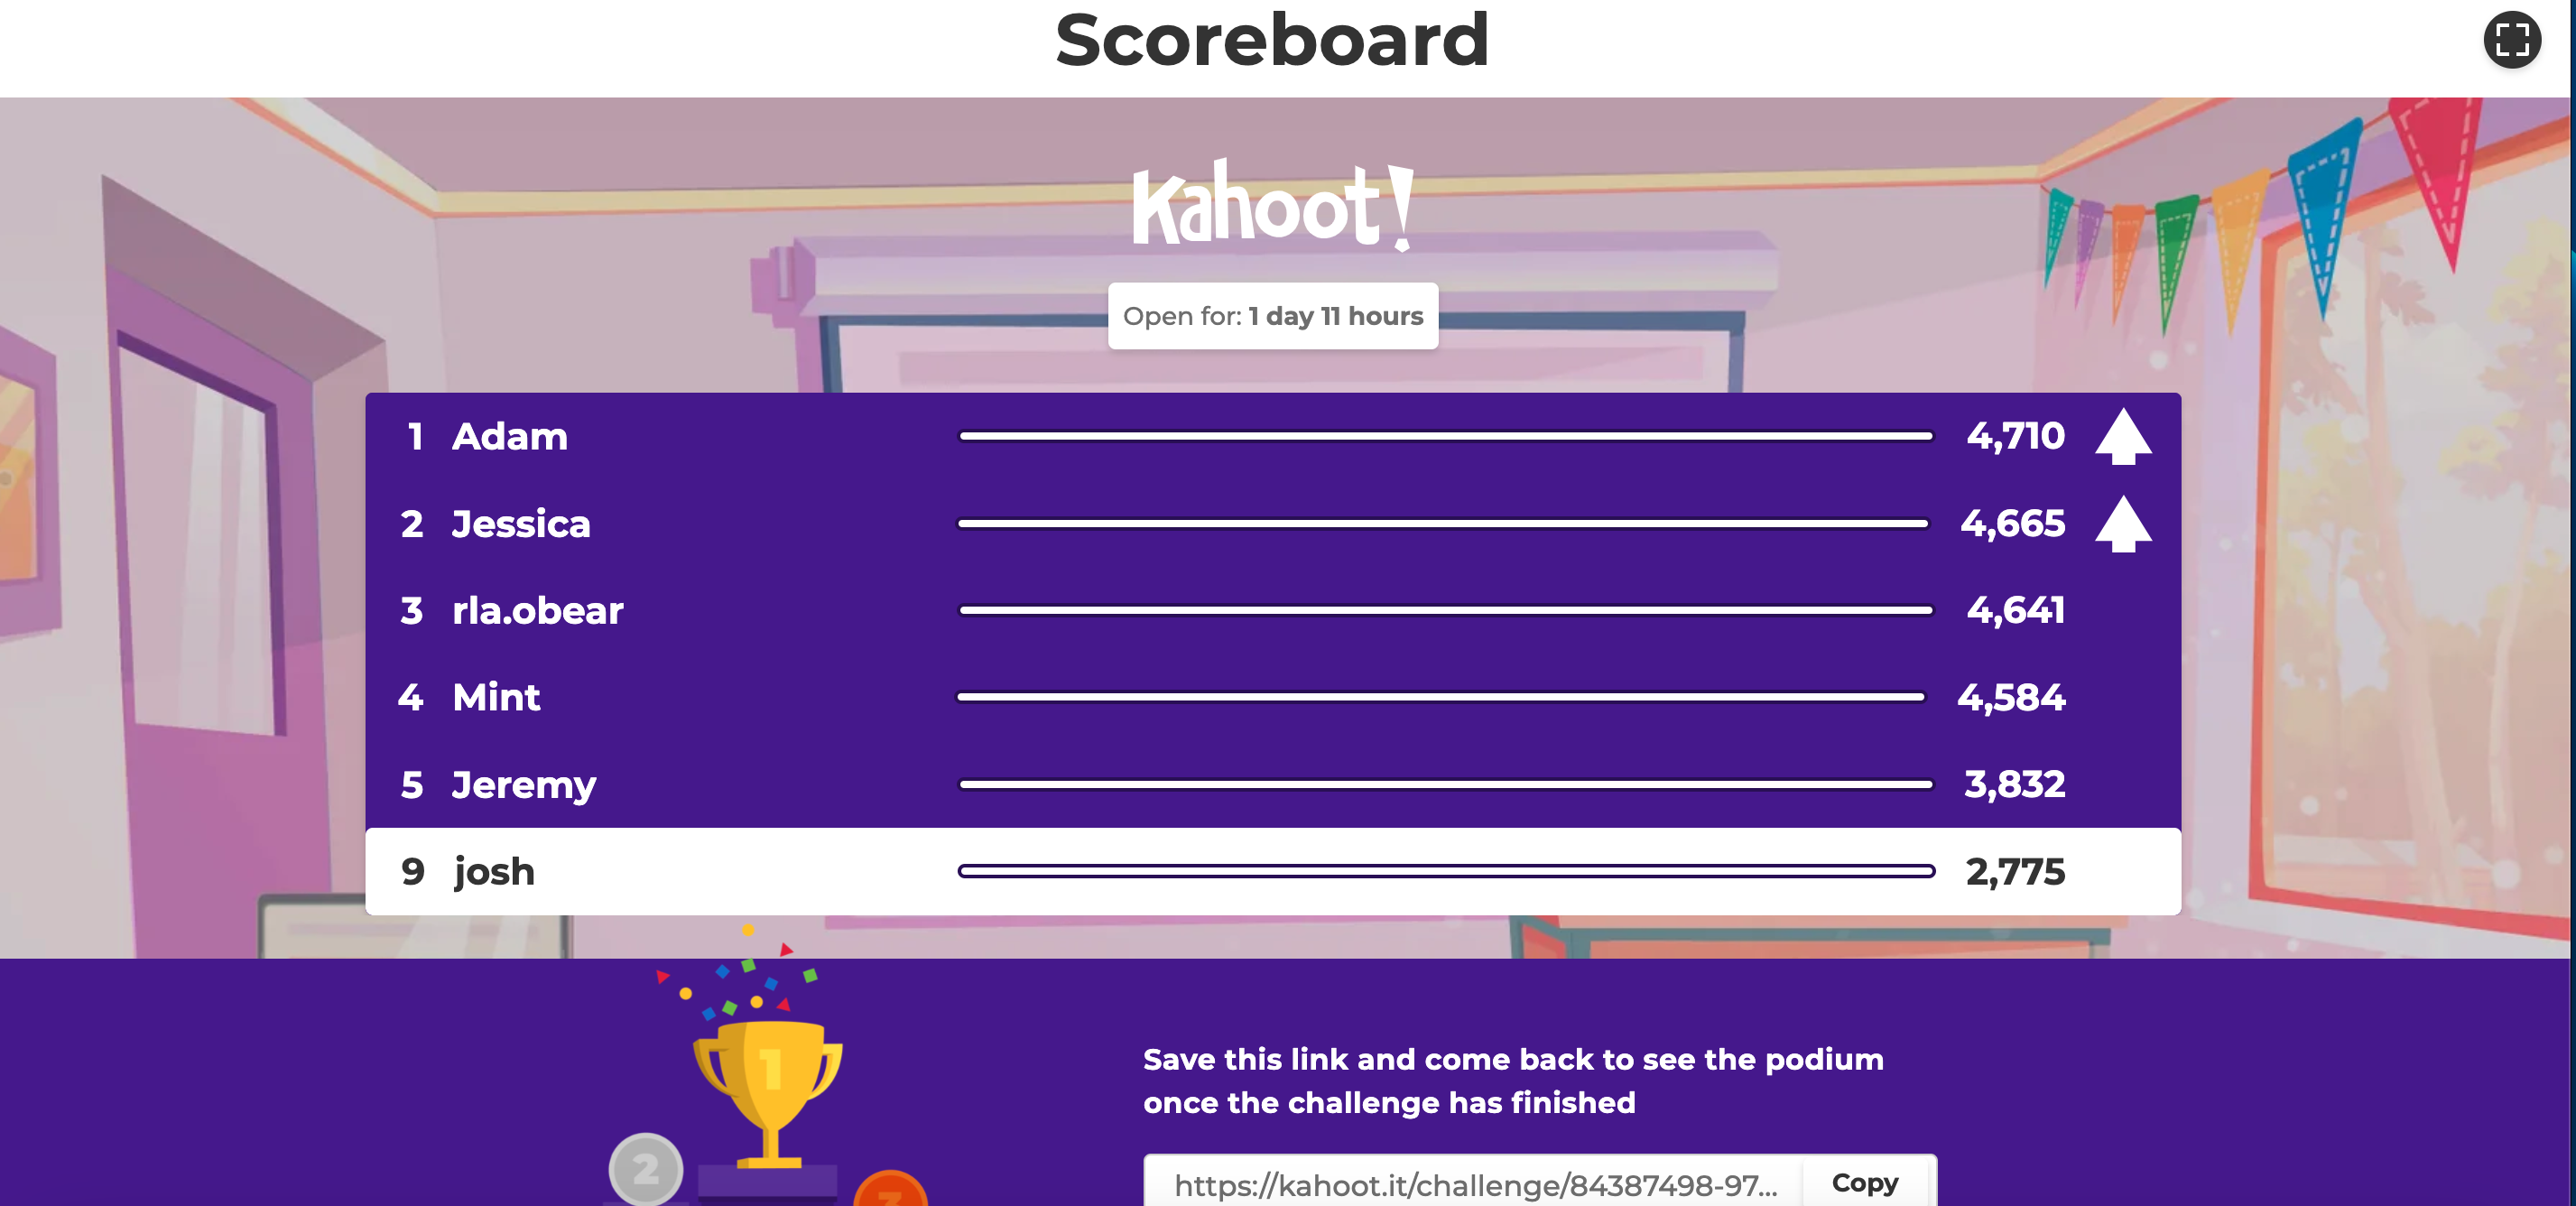 Scoreboard
Kahoot!
Open for: 1 day 11 hours
1 Adam 4,710
2 Jessica 4,665
3 rla.obear 4,641
4 Mint 4,584
5 Jeremy 3,832
9 josh 2,775
1
Save this link and come back to see the podium
once the challenge has finished
2
3
https://kahoot.it/challenge/84387498-97... Copy